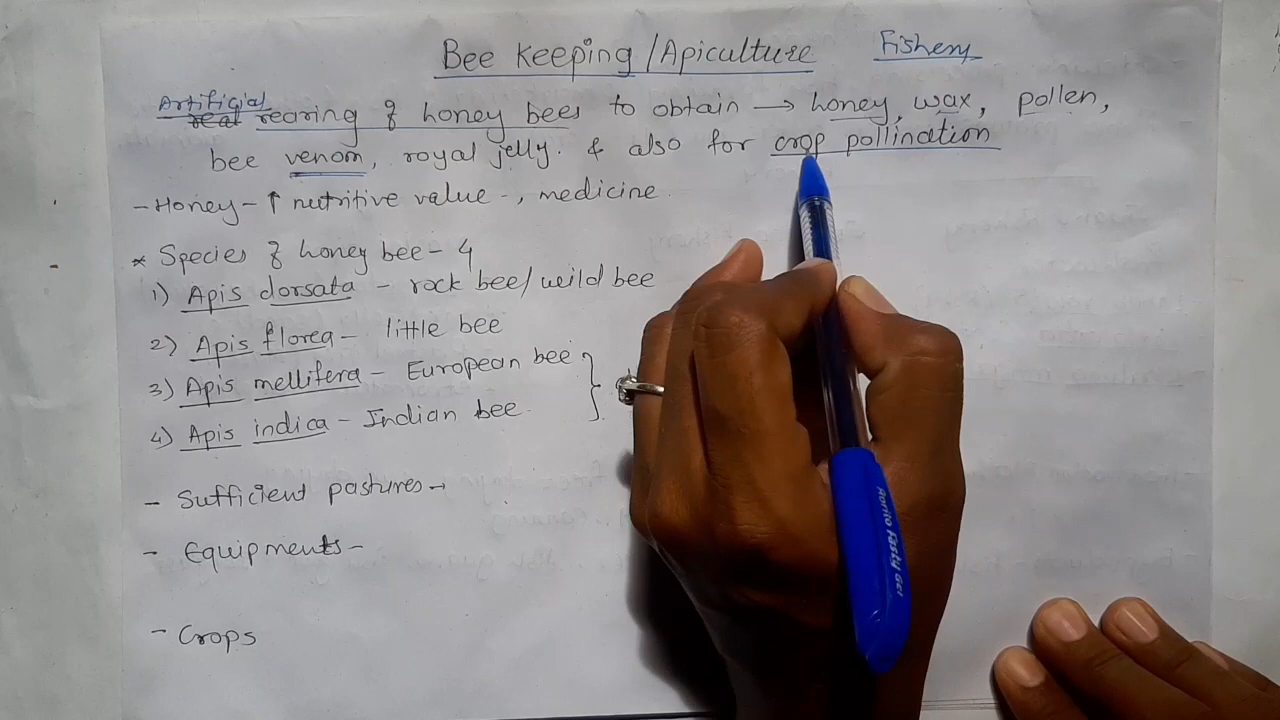 Bee Keeping/Apiculture Fishery
Artificial
real rearing of honey bees to obtain → honey, wax, pollen,
bee venom, royal jelly. & also for crop pollination
- Honey - ↑ nutritive value -, medicine.
* Species of honey bee - 4
1) Apis dorsata - rock bee/wild bee
2) Apis florea - little bee
3) Apis mellifera - European bee
4) Apis indica - Indian bee.
- Sufficient pastures →
- Equipments -
- Crops